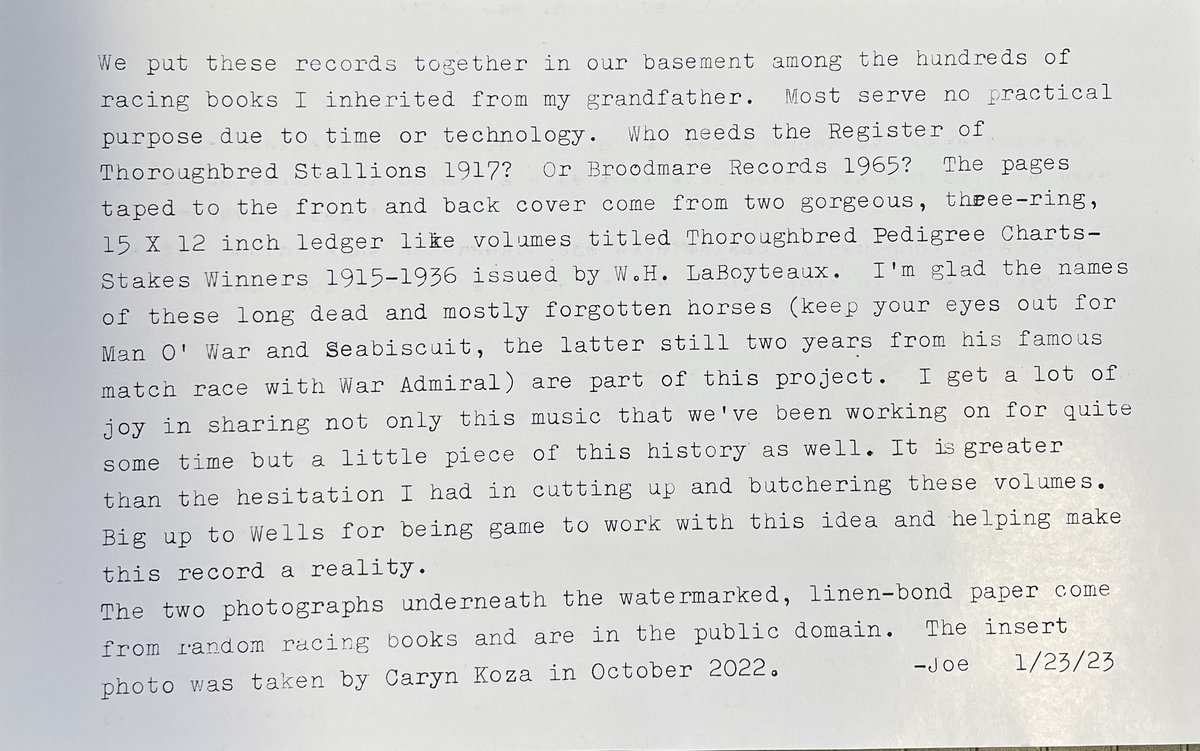 We put these records together in our basement among the hundreds of
racing books I inherited from my grandfather.  Most serve no practical
purpose due to time or technology.  Who needs the Register of
Thoroughbred Stallions 1917?  Or Broodmare Records 1965?  The pages
taped to the front and back cover come from two gorgeous, three-ring,
15 X 12 inch ledger like volumes titled Thoroughbred Pedigree Charts-
Stakes Winners 1915-1936 issued by W.H. LaBoyteaux.  I'm glad the names
of these long dead and mostly forgotten horses (keep your eyes out for
Man O' War and Seabiscuit, the latter still two years from his famous
match race with War Admiral) are part of this project.  I get a lot of
joy in sharing not only this music that we've been working on for quite
some time but a little piece of this history as well. It is greater
than the hesitation I had in cutting up and butchering these volumes.
Big up to Wells for being game to work with this idea and helping make
this record a reality.
The two photographs underneath the watermarked, linen-bond paper come
from random racing books and are in the public domain.  The insert
photo was taken by Caryn Koza in October 2022.  -Joe  1/23/23